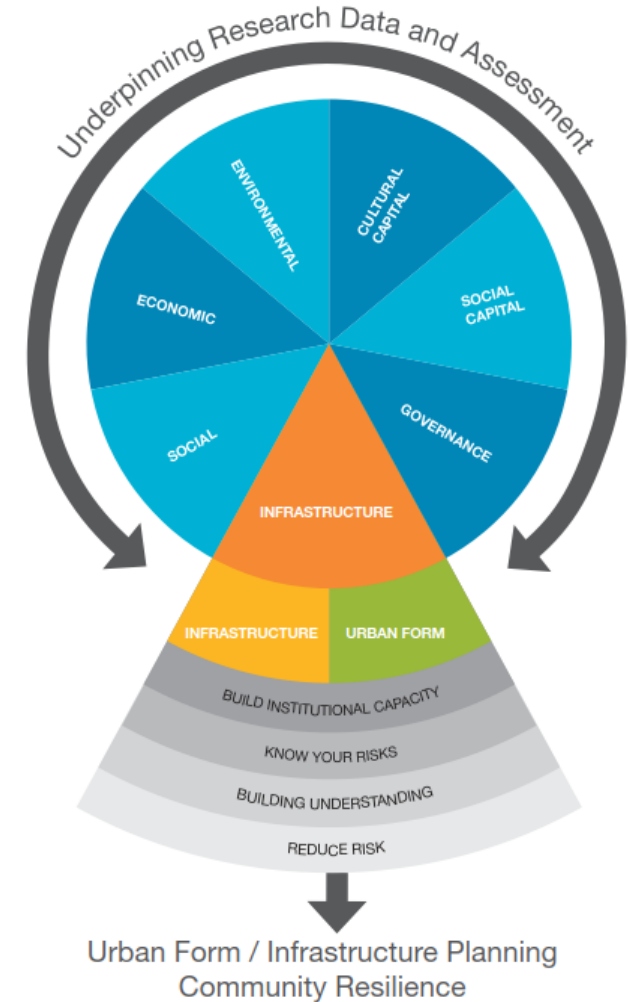 Underpinning Research Data and Assessment
ENVIRONMENTAL
CULTURAL
CAPITAL
ECONOMIC
SOCIAL
CAPITAL
SOCIAL
GOVERNANCE
INFRASTRUCTURE
INFRASTRUCTURE
URBAN FORM
BUILD INSTITUTIONAL CAPACITY
KNOW YOUR RISKS
BUILDING UNDERSTANDING
REDUCE RISK
Urban Form / Infrastructure Planning
Community Resilience